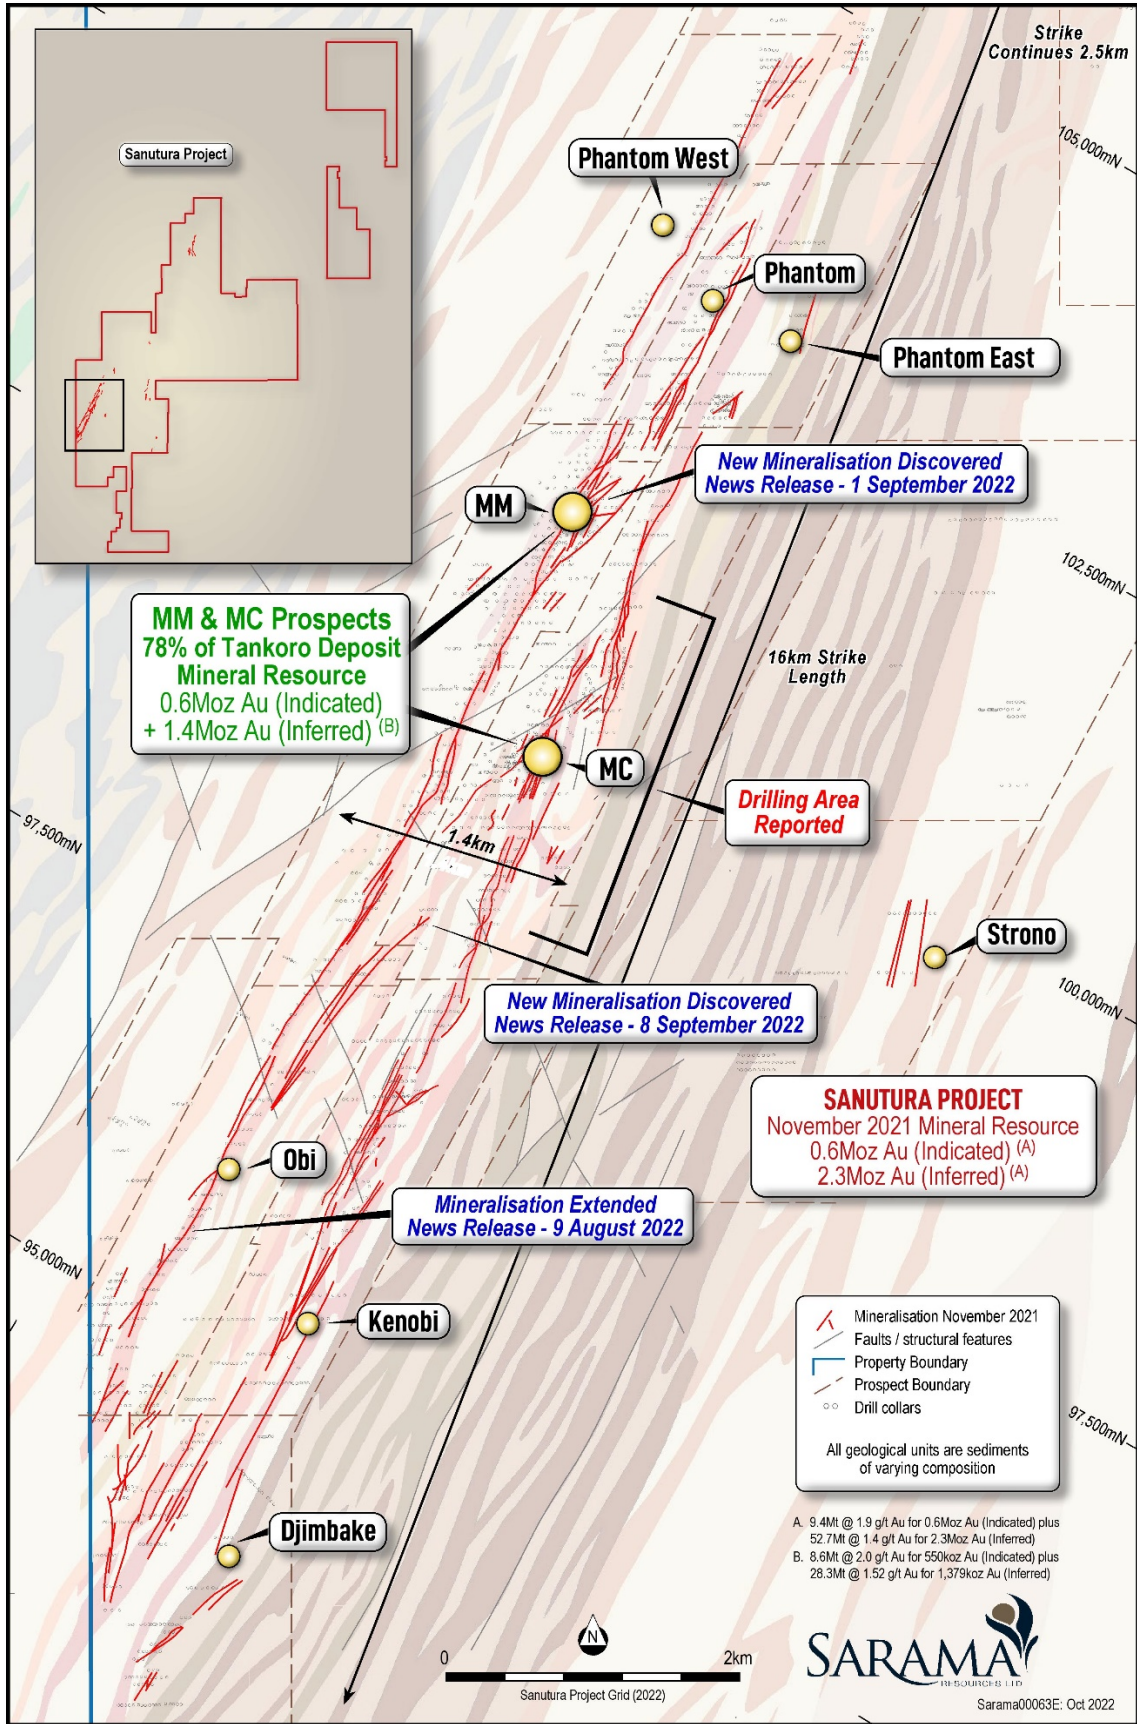 Strike
Continues 2.5km
Sanutura Project
105,000mN
Phantom West
Phantom
Phantom East
New Mineralisation Discovered
News Release - 1 September 2022
MM
102,500mN
MM & MC Prospects
78% of Tankoro Deposit
Mineral Resource
0.6Moz Au (Indicated)
+ 1.4Moz Au (Inferred) (B)
16km Strike
Length
MC
Drilling Area
Reported
97,500mN
1.4km
Strono
New Mineralisation Discovered
News Release - 8 September 2022
100,000mN
SANUTURA PROJECT
November 2021 Mineral Resource
0.6Moz Au (Indicated) (A)
2.3Moz Au (Inferred) (A)
Obi
Mineralisation Extended
News Release - 9 August 2022
95,000mN
Kenobi
Mineralisation November 2021
Faults / structural features
Property Boundary
Prospect Boundary
Drill collars
All geological units are sediments
of varying composition
97,500mN
Djimbake
A. 9.4Mt @ 1.9 g/t Au for 0.6Moz Au (Indicated) plus
52.7Mt @ 1.4 g/t Au for 2.3Moz Au (Inferred)
B. 8.6Mt @ 2.0 g/t Au for 550koz Au (Indicated) plus
28.3Mt @ 1.52 g/t Au for 1,379koz Au (Inferred)
N
0 2km
Sanutura Project Grid (2022)
SARAMA
RESOURCES LTD
Sarama00063E: Oct 2022